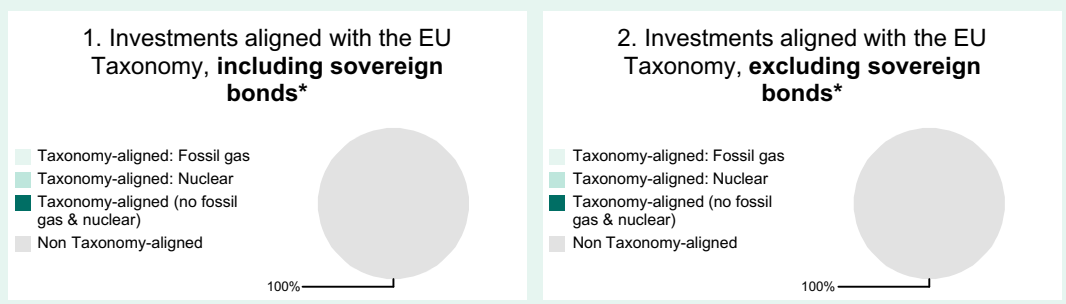 1. Investments aligned with the EU
Taxonomy, including sovereign
bonds*
Taxonomy-aligned: Fossil gas
Taxonomy-aligned: Nuclear
Taxonomy-aligned (no fossil
gas & nuclear)
Non Taxonomy-aligned
100%
2. Investments aligned with the EU
Taxonomy, excluding sovereign
bonds*
Taxonomy-aligned: Fossil gas
Taxonomy-aligned: Nuclear
Taxonomy-aligned (no fossil
gas & nuclear)
Non Taxonomy-aligned
100%